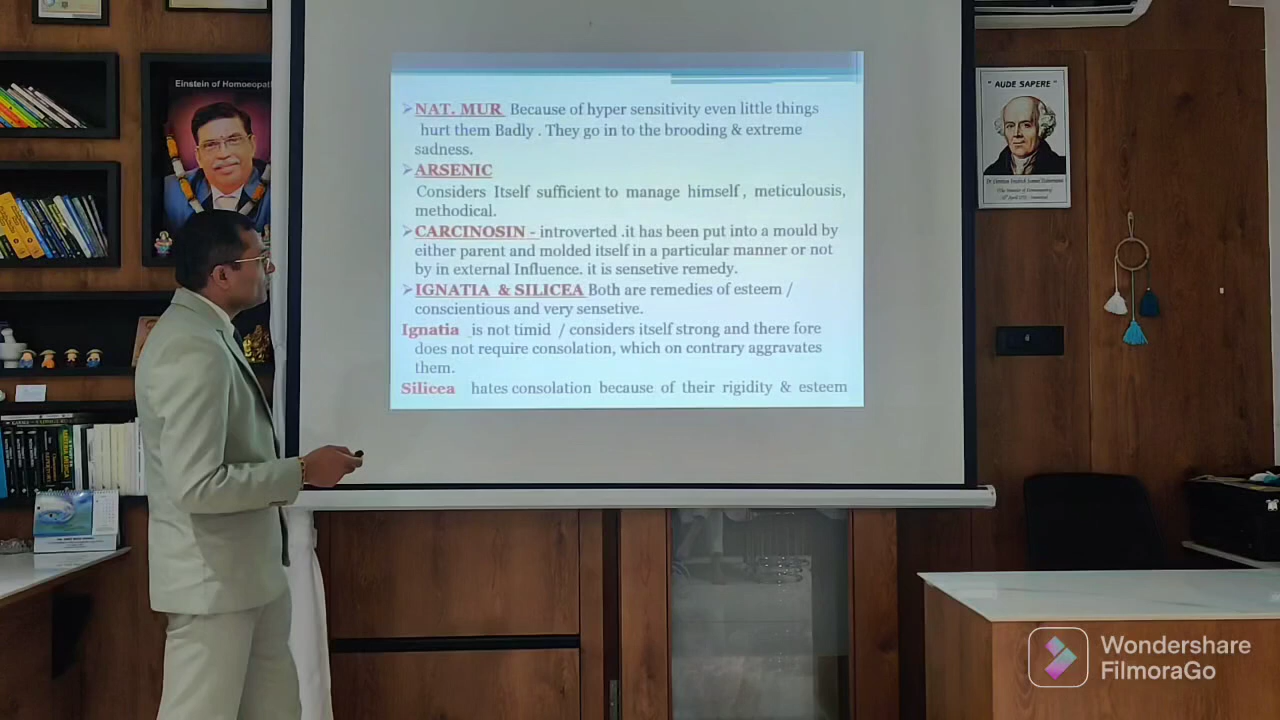 Einstein of Homoeopath
" AUDE SAPERE "
➢NAT. MUR Because of hyper sensitivity even little things
hurt them Badly . They go in to the brooding & extreme
sadness.
➢ARSENIC
Considers Itself sufficient to manage himself , meticulousis,
methodical.
➢CARCINOSIN - introverted .it has been put into a mould by
either parent and molded itself in a particular manner or not
by in external Influence. it is sensetive remedy.
➢IGNATIA & SILICEA Both are remedies of esteem /
conscientious and very sensetive.
Ignatia is not timid / considers itself strong and there fore
does not require consolation, which on contrary aggravates
them.
Silicea hates consolation because of their rigidity & esteem
MATERIA
MEDICA
Wondershare
FilmoraGo